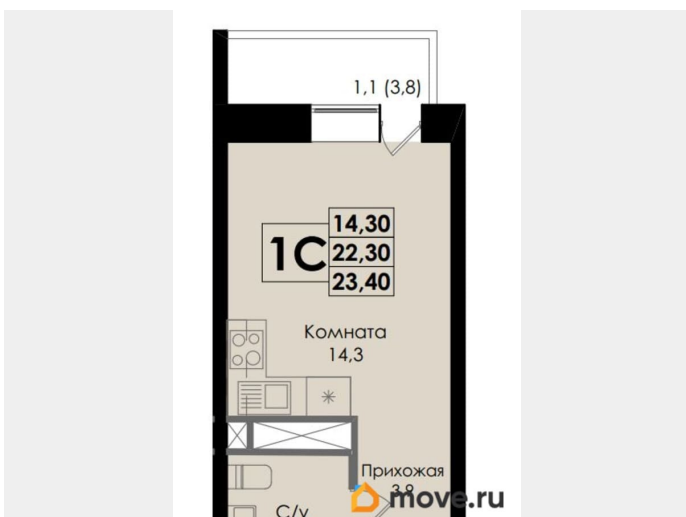 1,1 (3,8)
1С
14,30
22,30
23,40
Комната
14,3
Прихожая
С/у
move.ru